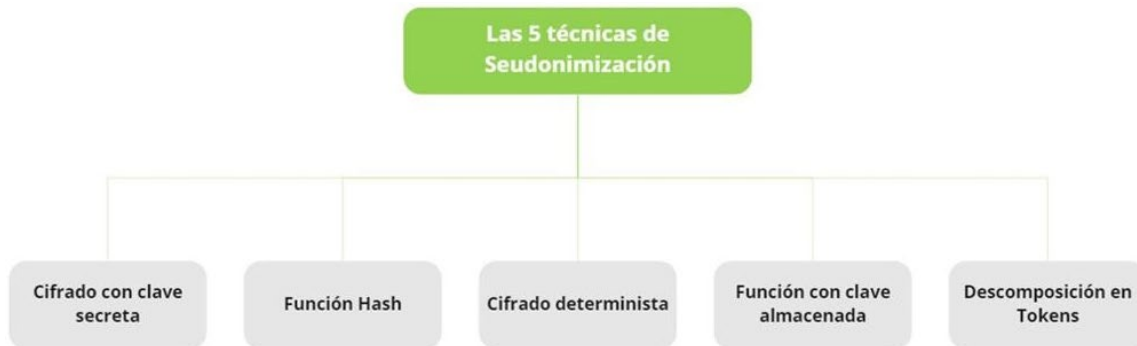 Las 5 técnicas de
Seudonimización
Cifrado con clave
secreta
Función Hash
Cifrado determinista
Función con clave
almacenada
Descomposición en
Tokens